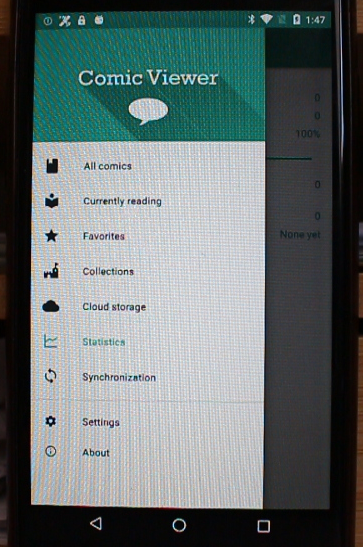 1:47
Comic Viewer
All comics
Currently reading
Favorites
Collections
Cloud storage
Statistics
Synchronization
Settings
About
0
0
100%
0
0
None yet